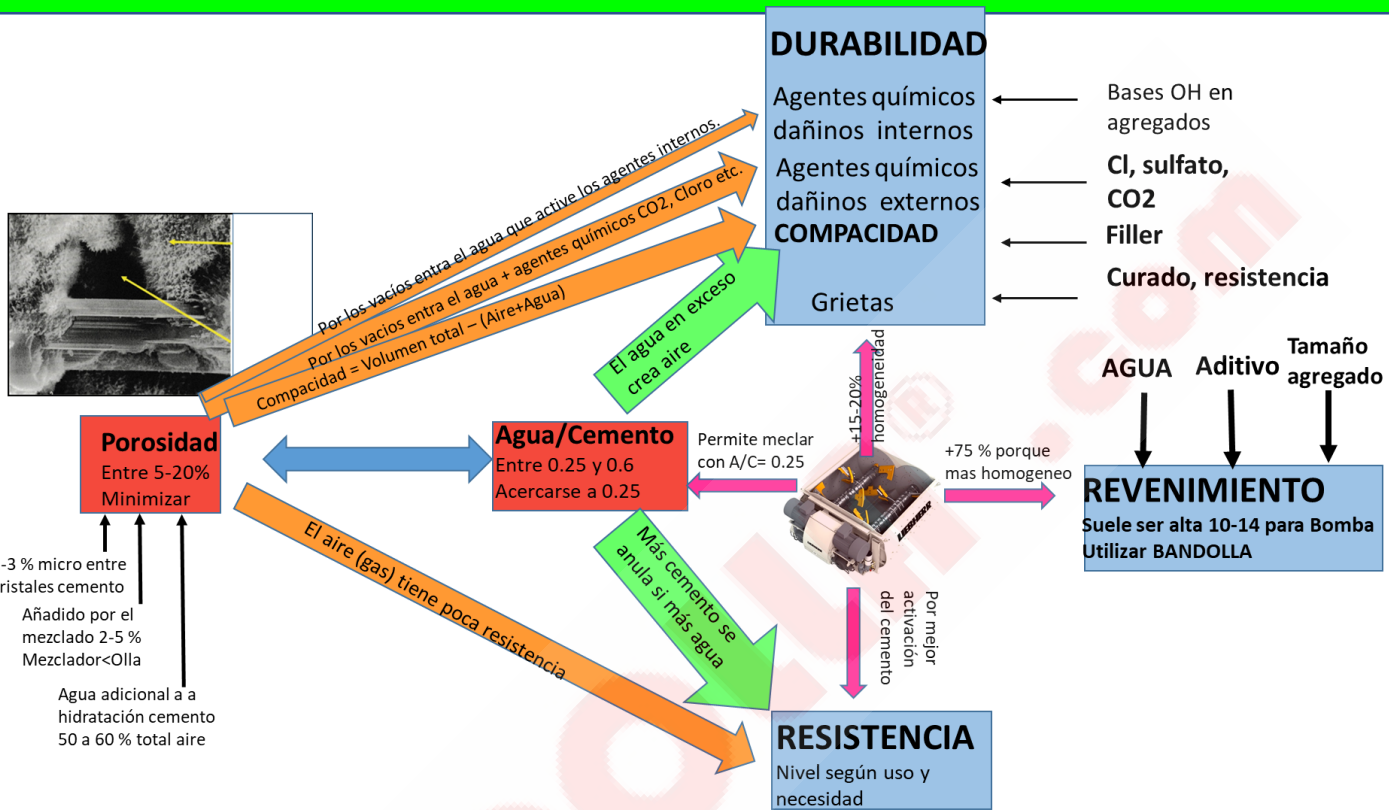 DURABILIDAD
Agentes químicos
dañinos internos
Agentes químicos
dañinos externos
COMPACIDAD
Grietas
Bases OH en
agregados
Cl, sulfato,
CO2
Filler
Curado, resistencia
Por los vacíos entra el agua que active los agentes internos.
Por los vacios entra el agua + agentes químicos CO2, Cloro etc.
Compacidad = Volumen total – (Aire+Agua)
El agua en exceso
crea aire
+15-20%
homogeneidad
AGUA
Aditivo
Tamaño
agregado
Porosidad
Entre 5-20%
Minimizar
Agua/Cemento
Entre 0.25 y 0.6
Acercarse a 0.25
Permite meclar
con A/C= 0.25
LIEBHERR
+75 % porque
mas homogeneo
REVENIMIENTO
Suele ser alta 10-14 para Bomba
Utilizar BANDOLLA
-3 % micro entre
ristales cemento
Añadido por el
mezclado 2-5 %
Mezclador<Olla
Agua adicional a a
hidratación cemento
50 a 60 % total aire
El aire (gas) tiene poca resistencia
Más cemento se
anula si más agua
Por mejor
activación
del cemento
RESISTENCIA
Nivel según uso y
necesidad